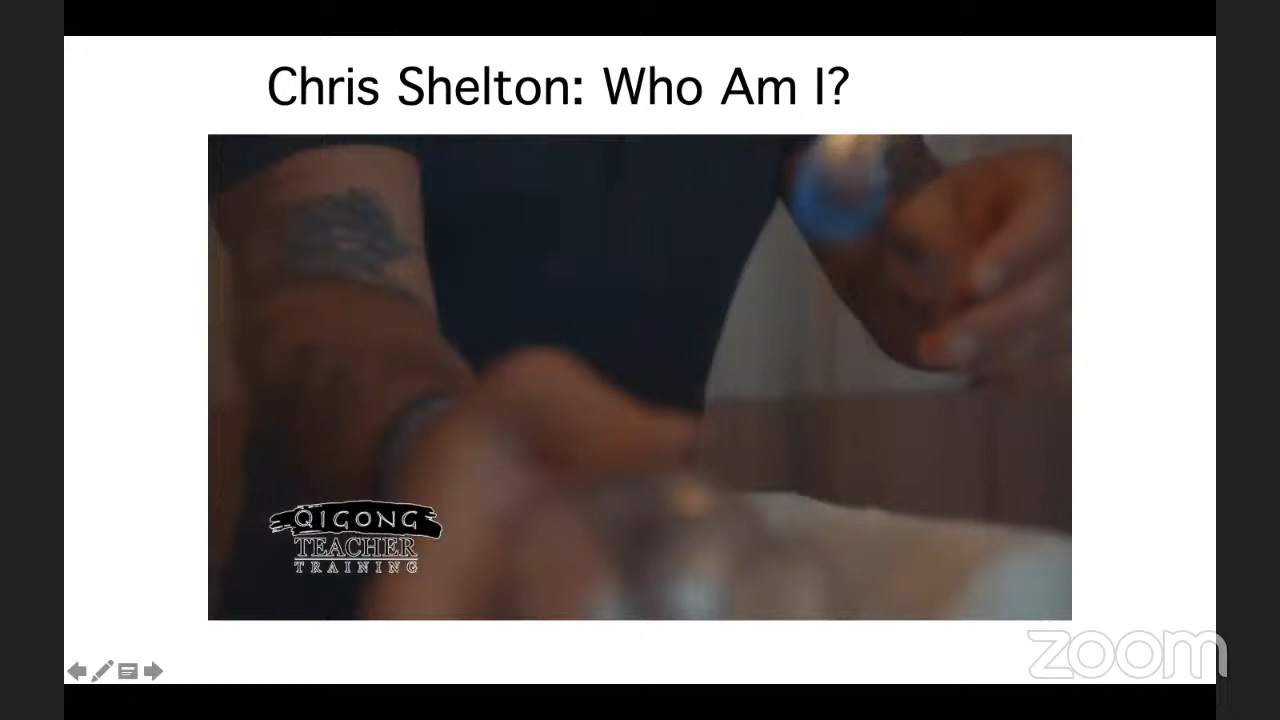 Chris Shelton: Who Am I?
QIGONG
TEACHER
TRAINING
zoom